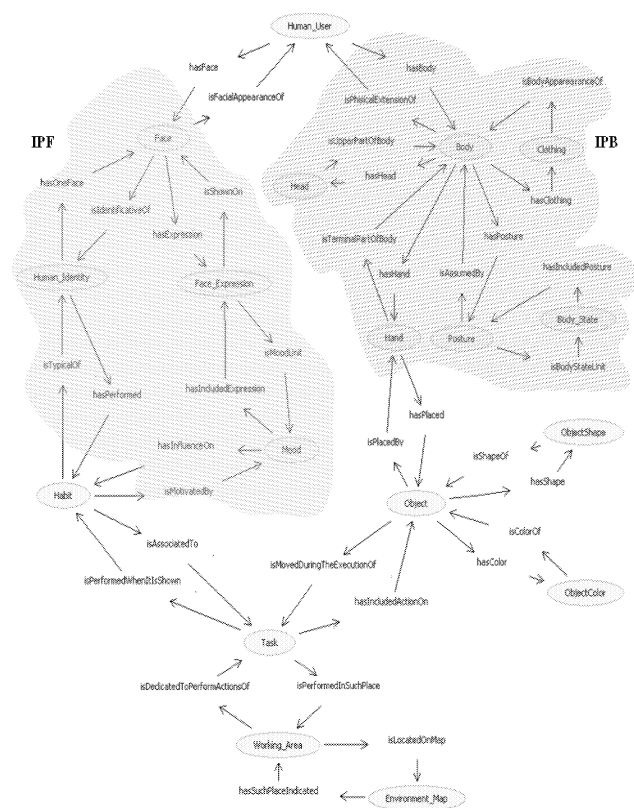 Human_User
hasFace
hasBody
isFacialAppearanceOf
isPhisicalExtensionOf
isBodyApperearanceOf
IPF
Face
isUpperPartOfBody
Body
Clothing
IPB
hasOneFace
isShownOn
Head
hasHead
isIdentificativeOf
hasClothing
hasExpression
isTerminalPartOfBody
hasPosture
Human_Identity
Face_Expression
hasHand
isAssumedBy
hasIncludedPosture
Body_State
Hand
Posture
isMoodUnit
isTypicalOf
isBodyStateUnit
hasPerformed
hasIncludedExpression
hasPlaced
isPlacedBy
ObjectShape
hasInfluenceOn
Mood
isShapeOf
hasShape
Habit
isMotivatedBy
Object
isColorOf
isAssociatedTo
isMovedDuringTheExecutionOf
hasColor
isPerformedWhenItIsShown
ObjectColor
hasIncludedActionOn
Task
isDedicatedToPerformActionsOf
isPerformedInSuchPlace
Working_Area
isLocatedOnMap
hasSuchPlaceIndicated
Environment_Map